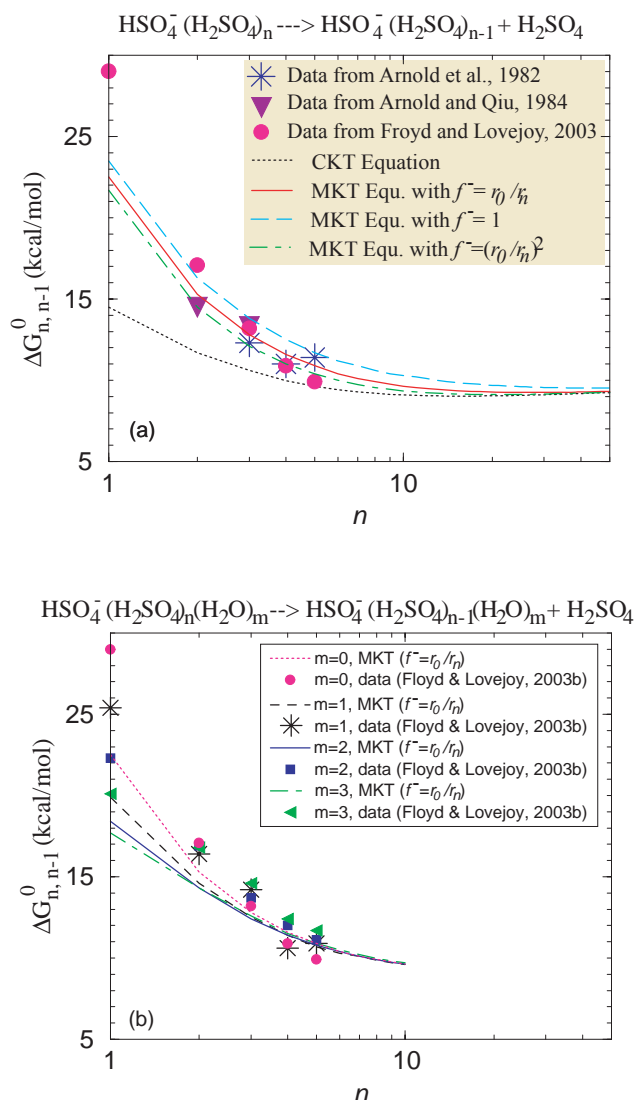 HSO₄⁻(H₂SO₄)ₙ ---> HSO₄⁻(H₂SO₄)ₙ₋₁ + H₂SO₄
Data from Arnold et al., 1982
Data from Arnold and Qiu, 1984
Data from Froyd and Lovejoy, 2003
CKT Equation
MKT Equ. with f⁻= r₀/rₙ
MKT Equ. with f⁻= 1
MKT Equ. with f⁻=(r₀/rₙ)²
ΔG⁰ₙ, ₙ₋₁ (kcal/mol)
25
15
5
(a)
1
10
n
HSO₄⁻(H₂SO₄)ₙ(H₂O)ₘ --> HSO₄⁻(H₂SO₄)ₙ₋₁(H₂O)ₘ + H₂SO₄
m=0, MKT (f⁻=r₀/rₙ)
m=0, data (Floyd & Lovejoy, 2003b)
m=1, MKT (f⁻=r₀/rₙ)
m=1, data (Floyd & Lovejoy, 2003b)
m=2, MKT (f⁻=r₀/rₙ)
m=2, data (Floyd & Lovejoy, 2003b)
m=3, MKT (f⁻=r₀/rₙ)
m=3, data (Floyd & Lovejoy, 2003b)
ΔG⁰ₙ, ₙ₋₁ (kcal/mol)
25
15
5
(b)
1
10
n